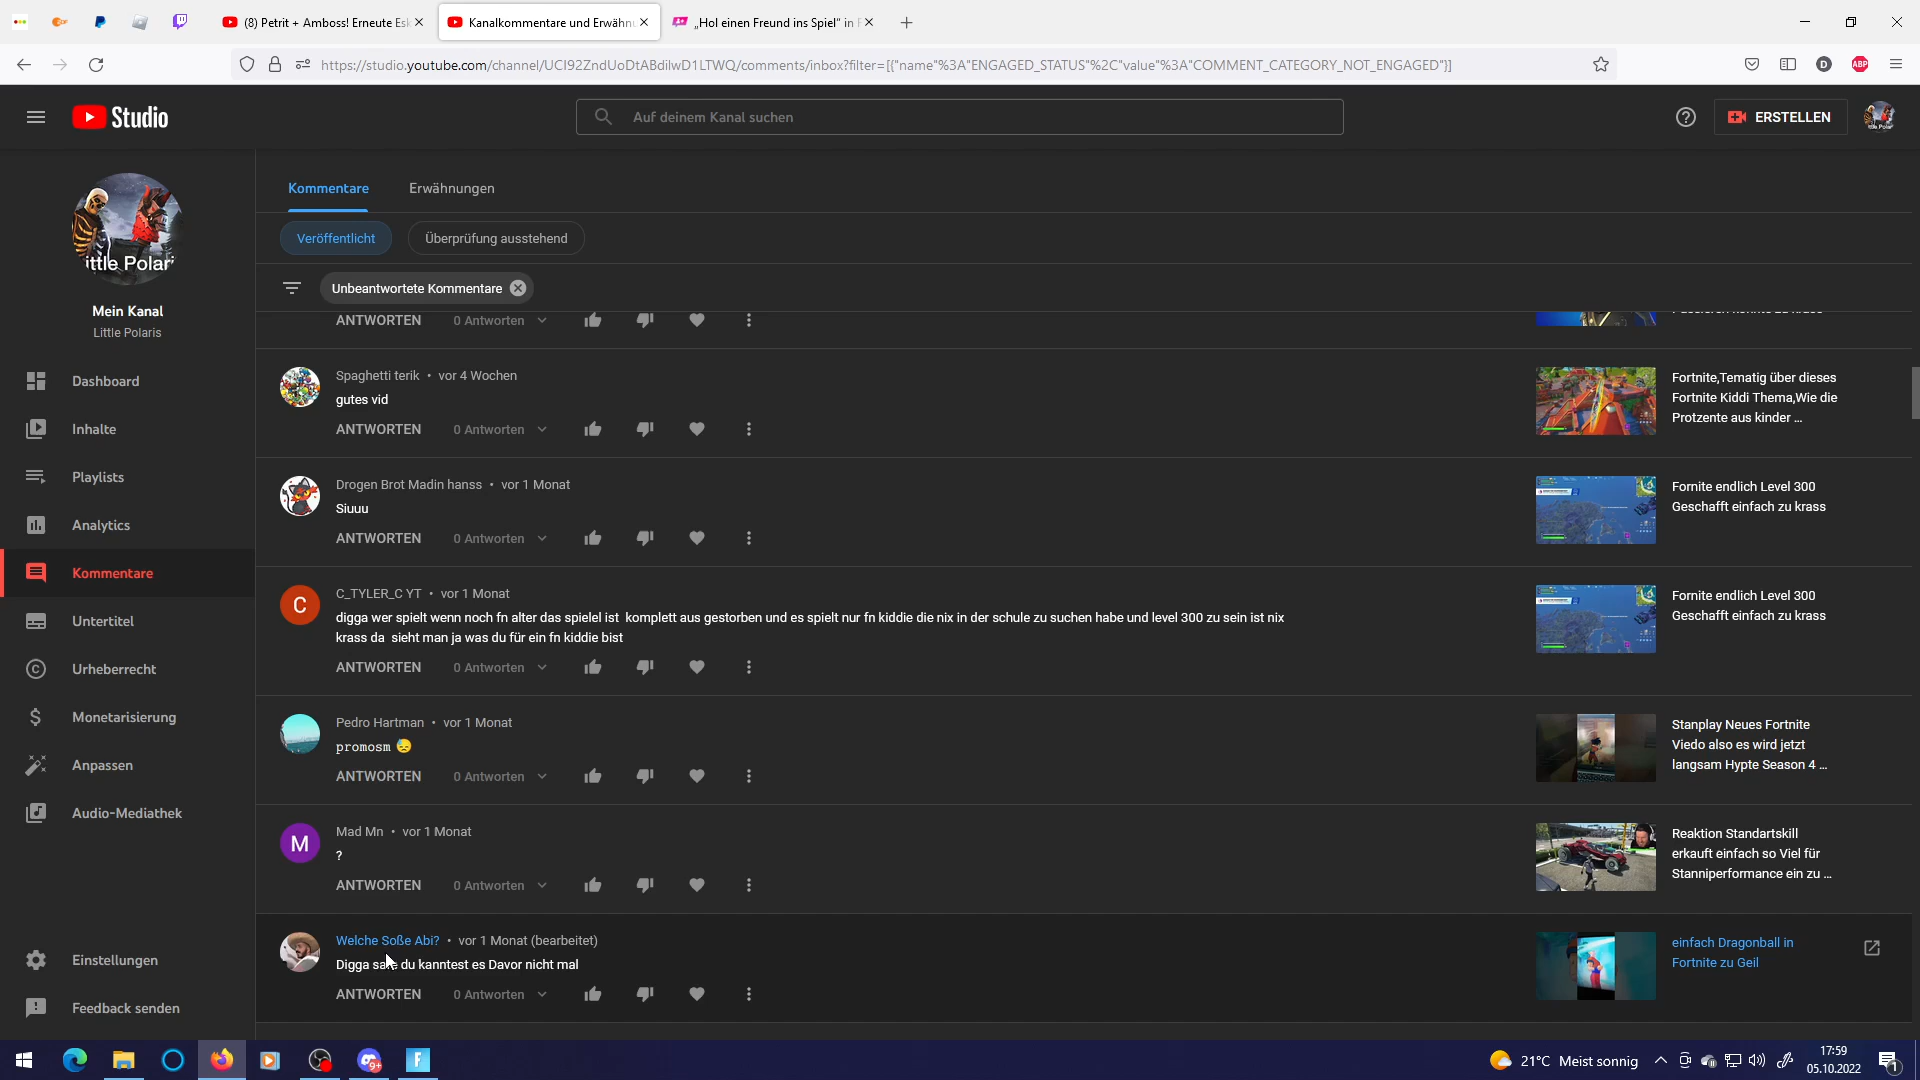 (8) Petrit + Amboss! Erneute Esk
Kanalkommentare und Erwähnu
„Hol einen Freund ins Spiel" in F
https://studio.youtube.com/channel/UCI92ZndUoDtABdilwD1LTWQ/comments/inbox?filter=[{"name"%3A"ENGAGED_STATUS"%2C"value"%3A"COMMENT_CATEGORY_NOT_ENGAGED"}]
D
ABP
Studio
Auf deinem Kanal suchen
ERSTELLEN
ittle Polari
Mein Kanal
Little Polaris
Dashboard
Inhalte
Playlists
Analytics
Kommentare
Untertitel
Urheberrecht
Monetarisierung
Anpassen
Audio-Mediathek
Einstellungen
Feedback senden
Kommentare
Erwähnungen
Veröffentlicht
Überprüfung ausstehend
Unbeantwortete Kommentare
ANTWORTEN 0 Antworten
Spaghetti terik • vor 4 Wochen
gutes vid
ANTWORTEN 0 Antworten
Fortnite,Tematig über dieses
Fortnite Kiddi Thema,Wie die
Protzente aus kinder ...
Drogen Brot Madin hanss • vor 1 Monat
Siuuu
ANTWORTEN 0 Antworten
Fornite endlich Level 300
Geschafft einfach zu krass
C
C_TYLER_C YT • vor 1 Monat
digga wer spielt wenn noch fn alter das spielel ist komplett aus gestorben und es spielt nur fn kiddie die nix in der schule zu suchen habe und level 300 zu sein ist nix
krass da sieht man ja was du für ein fn kiddie bist
ANTWORTEN 0 Antworten
Fornite endlich Level 300
Geschafft einfach zu krass
Pedro Hartman • vor 1 Monat
promosm 😓
ANTWORTEN 0 Antworten
Stanplay Neues Fortnite
Viedo also es wird jetzt
langsam Hypte Season 4 ...
M
Mad Mn • vor 1 Monat
?
ANTWORTEN 0 Antworten
Reaktion Standartskill
erkauft einfach so Viel für
Stanniperformance ein zu ...
Welche Soße Abi? • vor 1 Monat (bearbeitet)
Digga du kanntest es Davor nicht mal
ANTWORTEN 0 Antworten
einfach Dragonball in
Fortnite zu Geil
9+
21°C Meist sonnig
17:59
05.10.2022
1